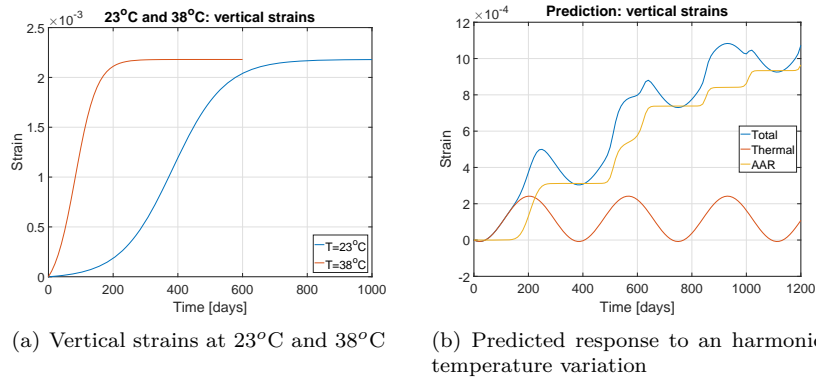 ×10⁻³
23°C and 38°C: vertical strains
2.5
2
1.5
1
0.5
0
Strain
0 200 400 600 800 1000
Time [days]
T=23°C
T=38°C
(a) Vertical strains at 23°C and 38°C
×10⁻⁴
Prediction: vertical strains
12
10
8
6
4
2
0
-2
Strain
0 200 400 600 800 1000 1200
Time [days]
Total
Thermal
AAR
(b) Predicted response to an harmonic
temperature variation